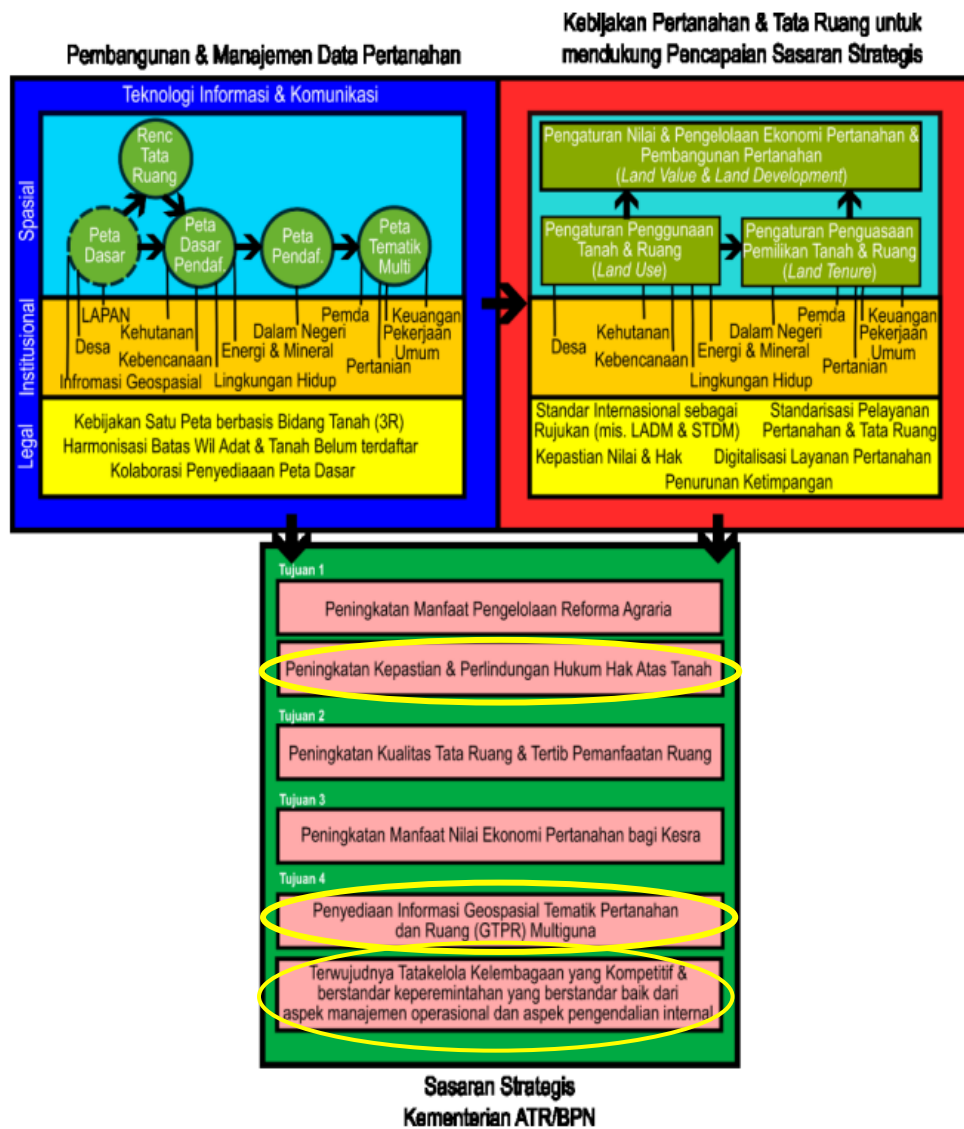 Pembangunan & Manajemen Data Pertanahan
Kebijakan Pertanahan & Tata Ruang untuk
mendukung Pencapaian Sasaran Strategis
Teknologi Informasi & Komunikasi
Spasial
Renc
Tata
Ruang
Peta
Dasar
Peta
Dasar
Pendaf.
Peta
Pendaf.
Peta
Tematik
Multi
Institusional
LAPAN
Desa
Infromasi Geospasial
Kehutanan
Kebencanaan
Lingkungan Hidup
Energi & Mineral
Dalam Negeri
Pemda
Pertanian
Keuangan
Pekerjaan
Umum
Legal
Kebijakan Satu Peta berbasis Bidang Tanah (3R)
Harmonisasi Batas Wil Adat & Tanah Belum terdaftar
Kolaborasi Penyediaaan Peta Dasar
Pengaturan Nilai & Pengelolaan Ekonomi Pertanahan &
Pembangunan Pertanahan
(Land Value & Land Development)
Pengaturan Penggunaan
Tanah & Ruang
(Land Use)
Pengaturan Penguasaan
Pemilikan Tanah & Ruang
(Land Tenure)
Desa
Kehutanan
Kebencanaan
Lingkungan Hidup
Energi & Mineral
Dalam Negeri
Pemda
Pertanian
Keuangan
Pekerjaan
Umum
Standar Internasional sebagai
Rujukan (mis. LADM & STDM)
Standarisasi Pelayanan
Pertanahan & Tata Ruang
Kepastian Nilai & Hak
Digitalisasi Layanan Pertanahan
Penurunan Ketimpangan
Tujuan 1
Peningkatan Manfaat Pengelolaan Reforma Agraria
Peningkatan Kepastian & Perlindungan Hukum Hak Atas Tanah
Tujuan 2
Peningkatan Kualitas Tata Ruang & Tertib Pemanfaatan Ruang
Tujuan 3
Peningkatan Manfaat Nilai Ekonomi Pertanahan bagi Kesra
Tujuan 4
Penyediaan Informasi Geospasial Tematik Pertanahan
dan Ruang (GTPR) Multiguna
Terwujudnya Tatakelola Kelembagaan yang Kompetitif &
berstandar keperemintahan yang berstandar baik dari
aspek manajemen operasional dan aspek pengendalian internal
Sasaran Strategis
Kementerian ATR/BPN